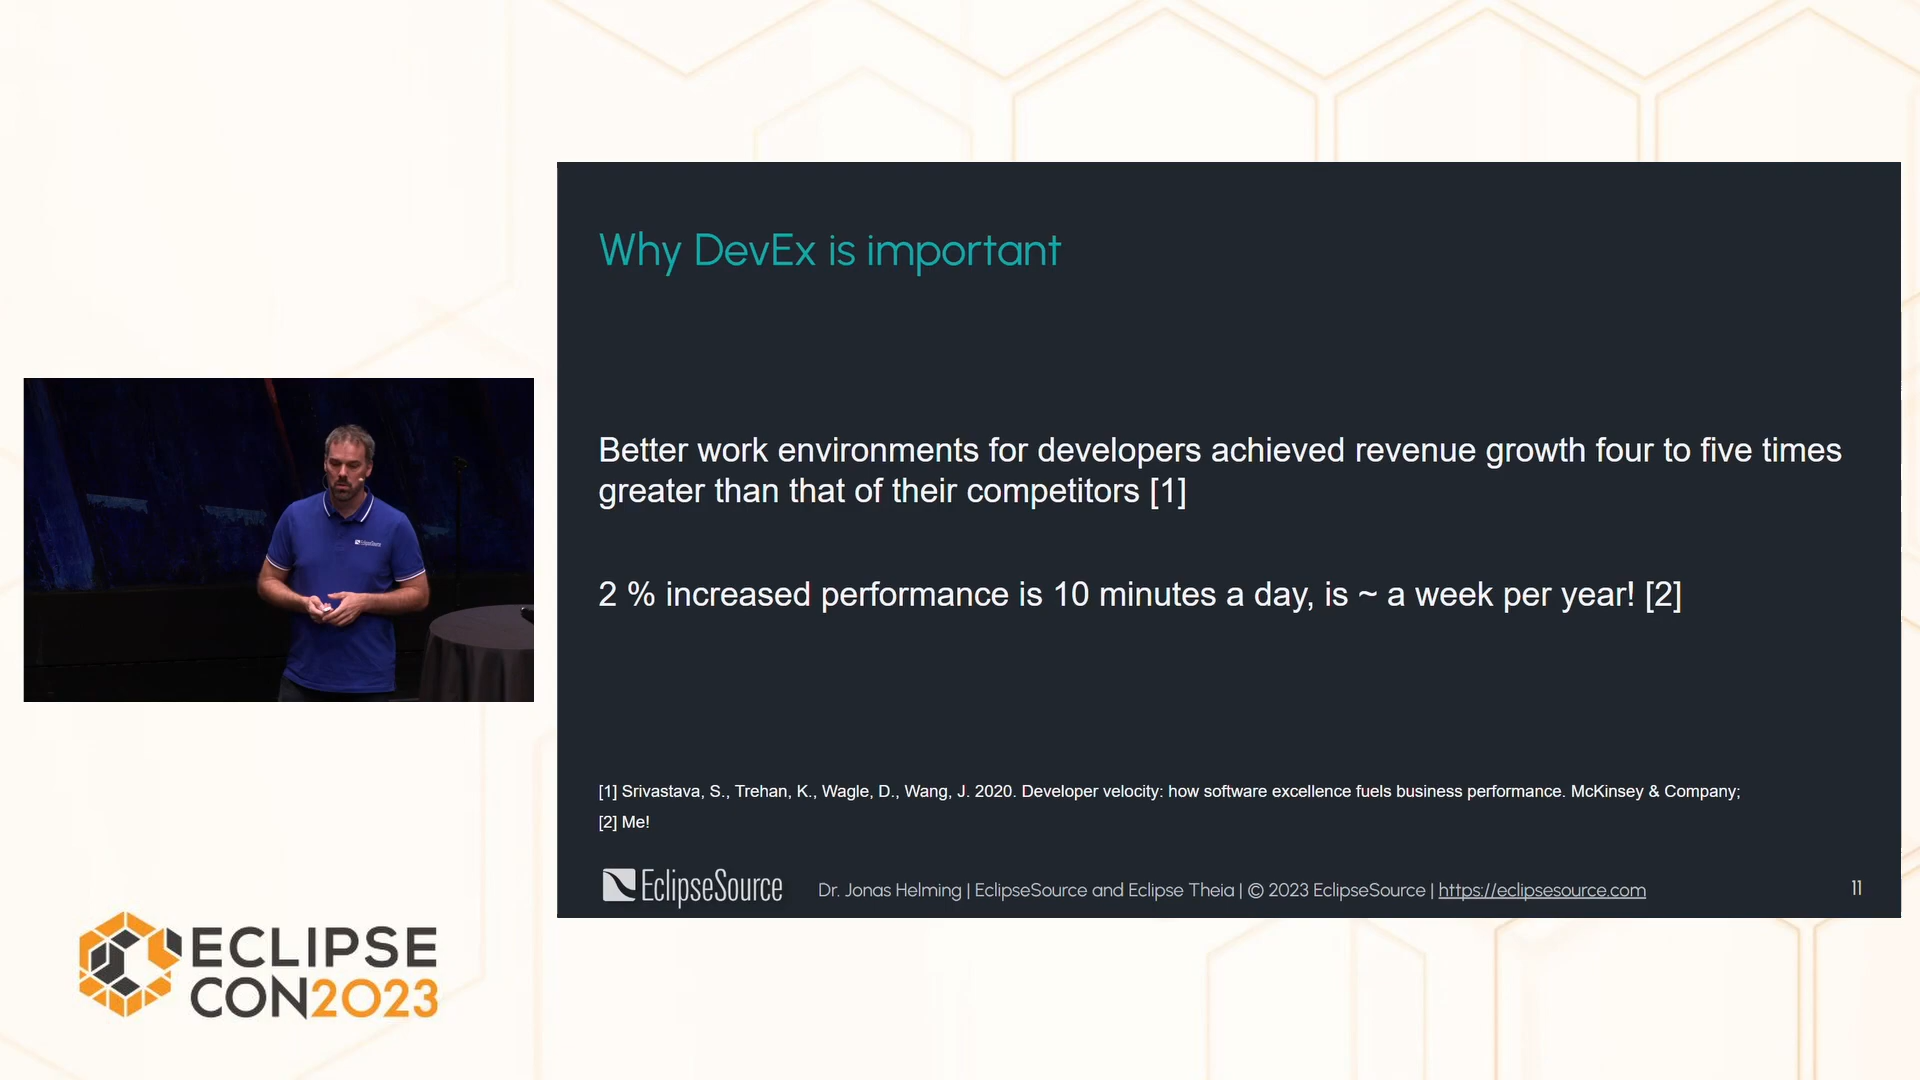 Why DevEx is important
Better work environments for developers achieved revenue growth four to five times
greater than that of their competitors [1]
2 % increased performance is 10 minutes a day, is ~ a week per year! [2]
[1] Srivastava, S., Trehan, K., Wagle, D., Wang, J. 2020. Developer velocity: how software excellence fuels business performance. McKinsey & Company;
[2] Me!
EclipseSource
Dr. Jonas Helming | EclipseSource and Eclipse Theia | © 2023 EclipseSource | https://eclipsesource.com
11
EclipseSource
ECLIPSE
CON2023